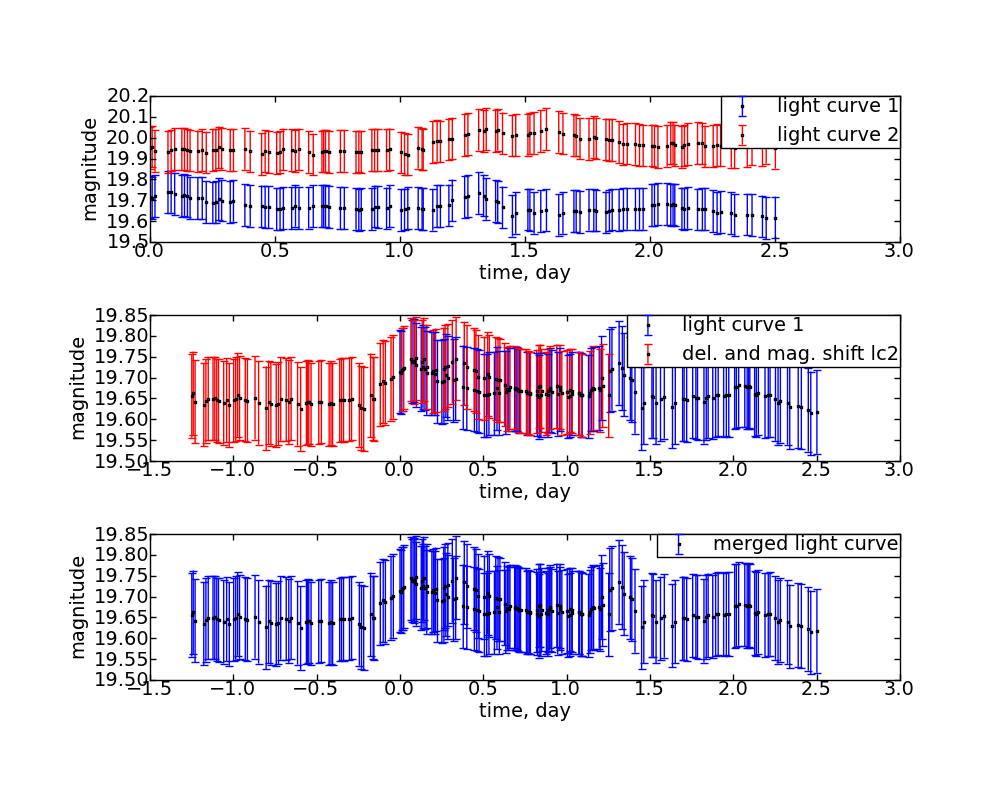 20.2
20.1
20.0
19.9
19.8
19.7
19.6
19.5
magnitude
light curve 1
light curve 2
0.0 0.5 1.0 1.5 2.0 2.5 3.0
time, day
19.85
19.80
19.75
19.70
19.65
19.60
19.55
19.50
magnitude
light curve 1
del. and mag. shift lc2
−1.5 −1.0 −0.5 0.0 0.5 1.0 1.5 2.0 2.5 3.0
time, day
19.85
19.80
19.75
19.70
19.65
19.60
19.55
19.50
magnitude
merged light curve
−1.5 −1.0 −0.5 0.0 0.5 1.0 1.5 2.0 2.5 3.0
time, day